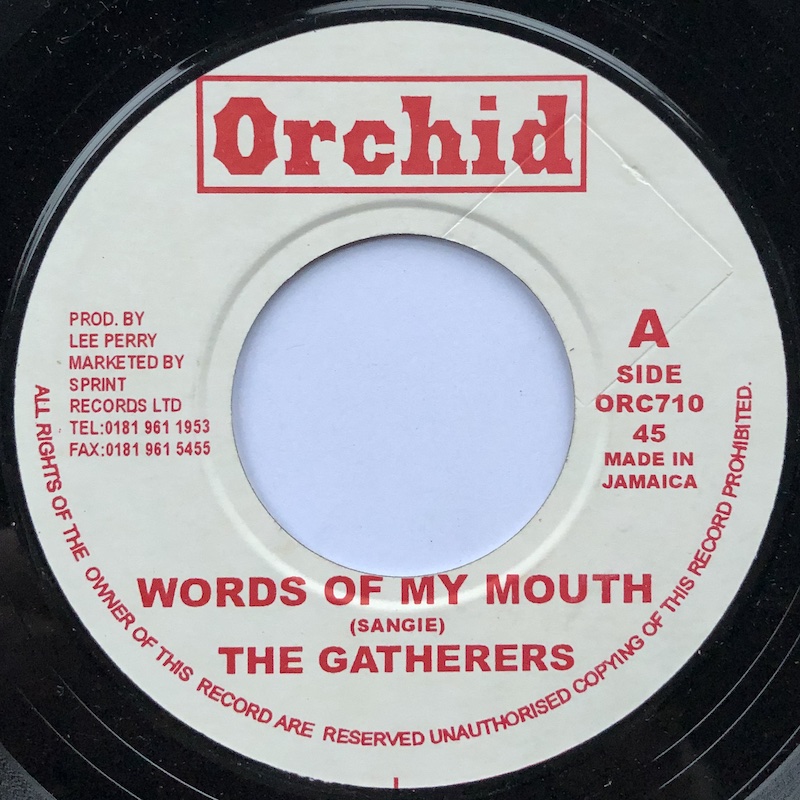 Orchid
PROD. BY
LEE PERRY
MARKETED BY
SPRINT
RECORDS LTD
TEL:0181 961 1953
FAX:0181 961 5455
A
SIDE
ORC710
45
MADE IN
JAMAICA
WORDS OF MY MOUTH
(SANGIE)
THE GATHERERS
ALL RIGHTS OF THE OWNER OF THIS RECORD ARE RESERVED UNAUTHORISED COPYING OF THIS RECORD PROHIBITED.